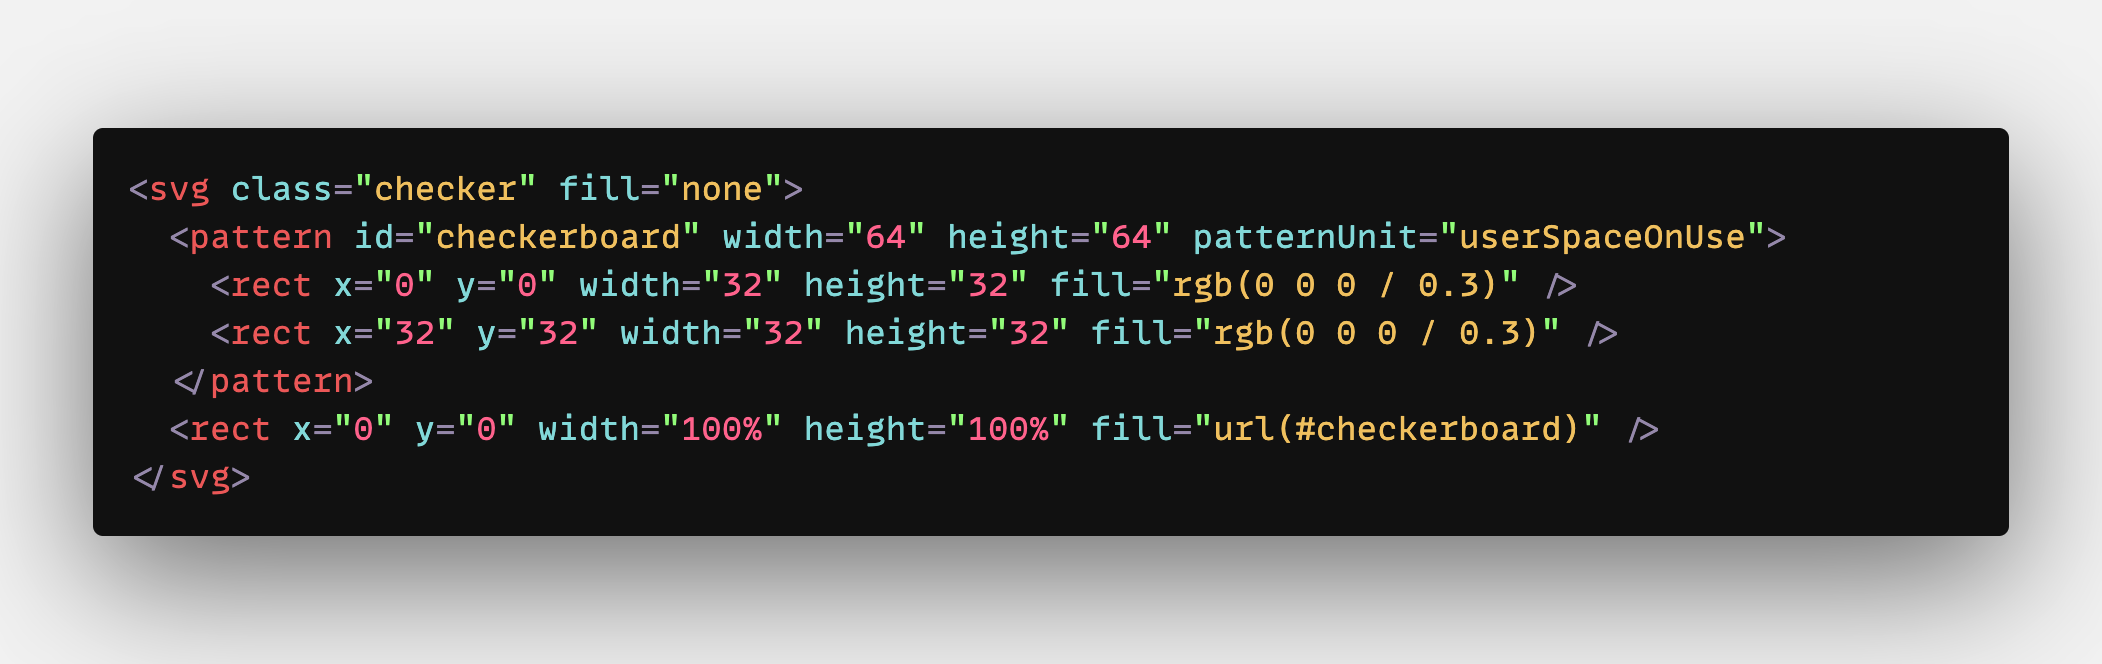 <svg class="checker" fill="none">
  <pattern id="checkerboard" width="64" height="64" patternUnit="userSpaceOnUse">
    <rect x="0" y="0" width="32" height="32" fill="rgb(0 0 0 / 0.3)" />
    <rect x="32" y="32" width="32" height="32" fill="rgb(0 0 0 / 0.3)" />
  </pattern>
  <rect x="0" y="0" width="100%" height="100%" fill="url(#checkerboard)" />
</svg>